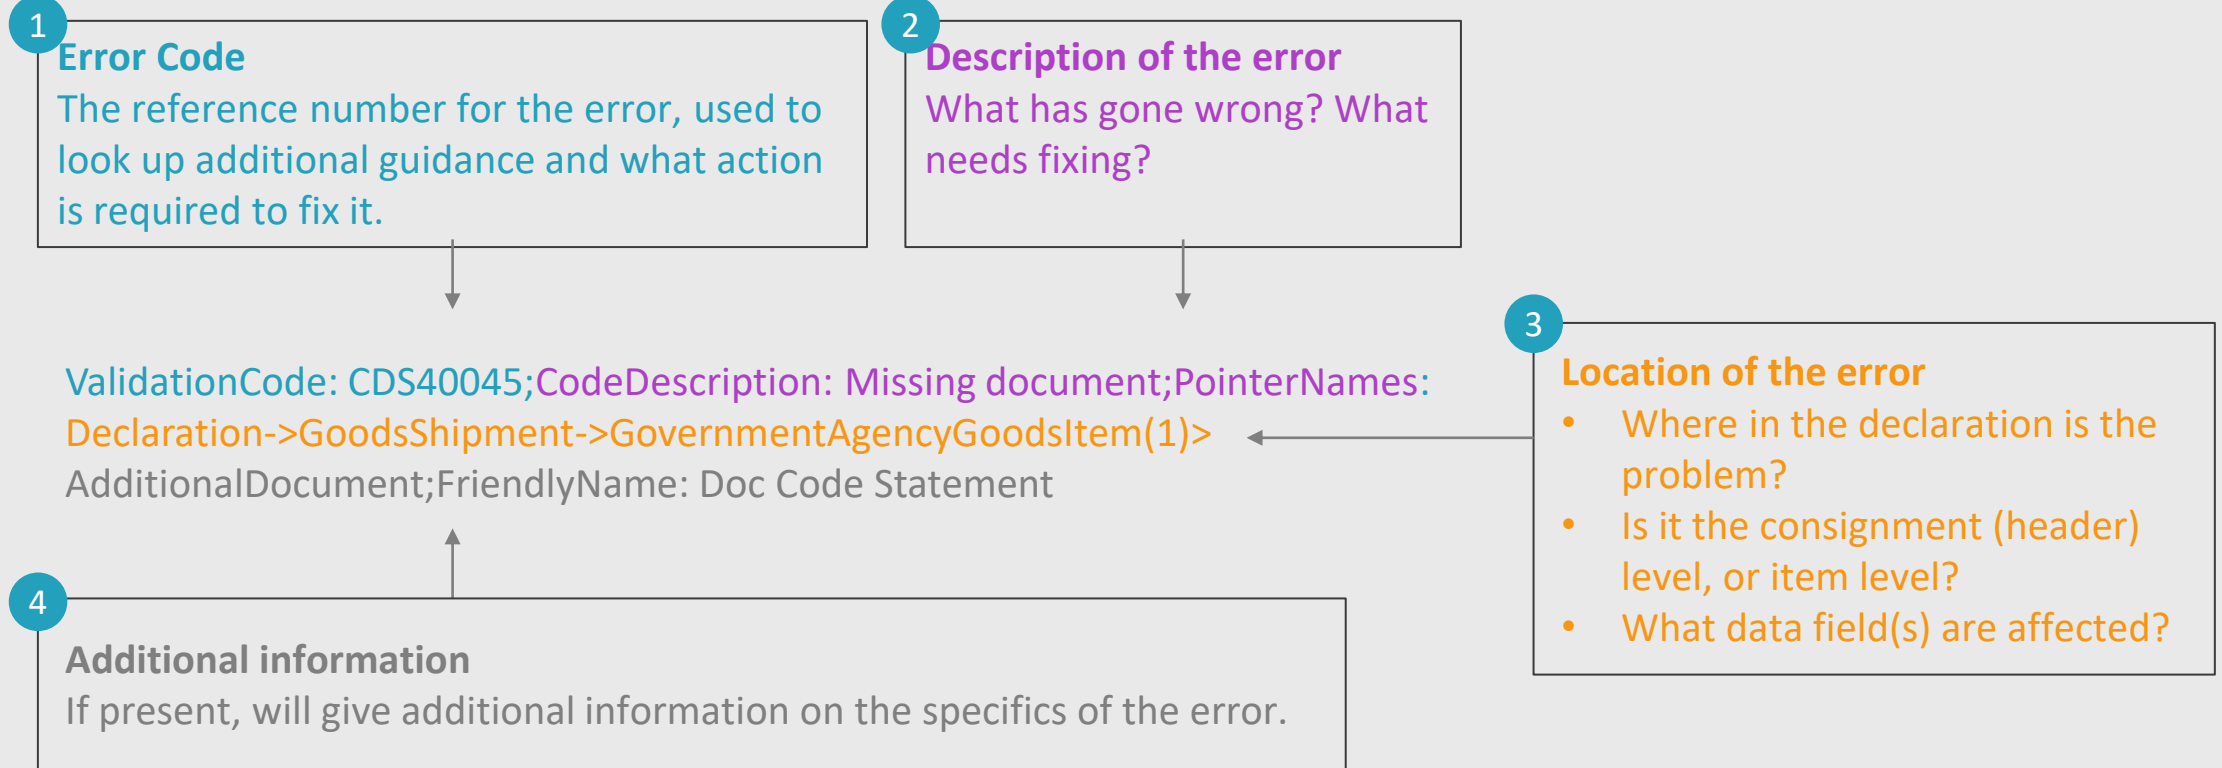 1
Error Code
The reference number for the error, used to
look up additional guidance and what action
is required to fix it.
2
Description of the error
What has gone wrong? What
needs fixing?
ValidationCode: CDS40045;CodeDescription: Missing document;PointerNames:
Declaration->GoodsShipment->GovernmentAgencyGoodsItem(1)>
AdditionalDocument;FriendlyName: Doc Code Statement
3
Location of the error
• Where in the declaration is the
problem?
• Is it the consignment (header)
level, or item level?
• What data field(s) are affected?
4
Additional information
If present, will give additional information on the specifics of the error.